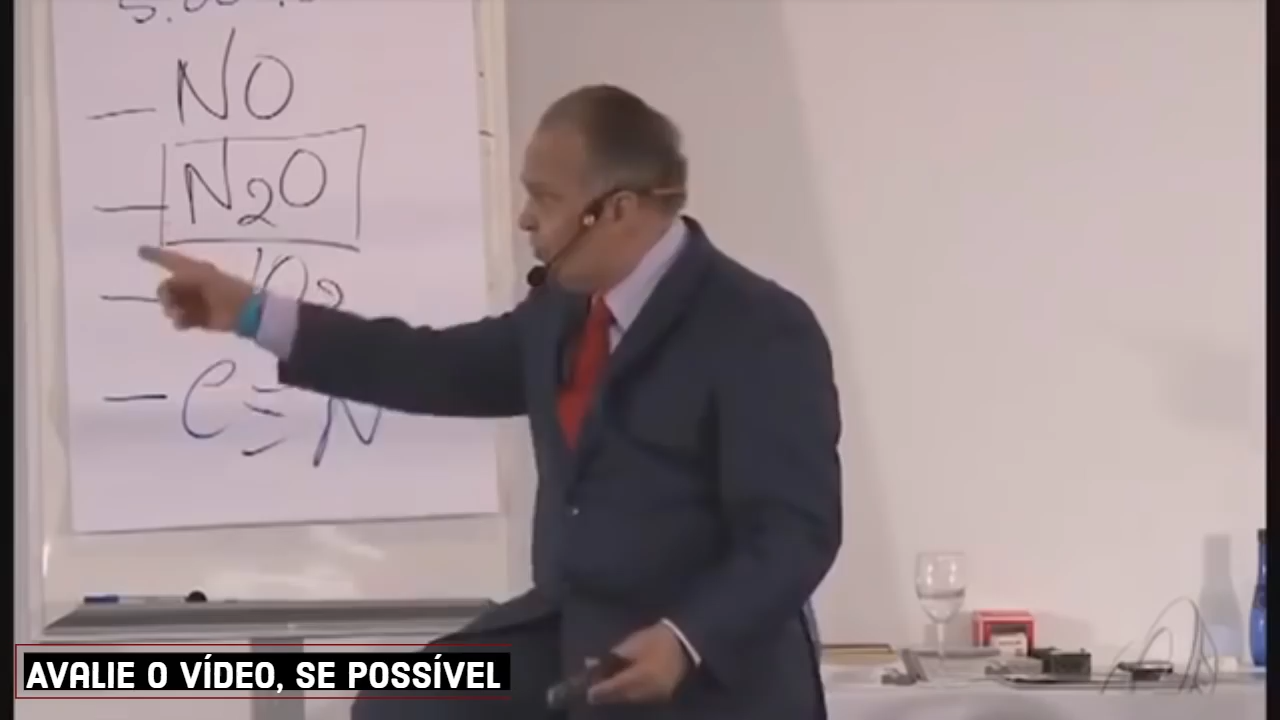 — NO
— N2O
— C≡N
AVALIE O VÍDEO, SE POSSÍVEL